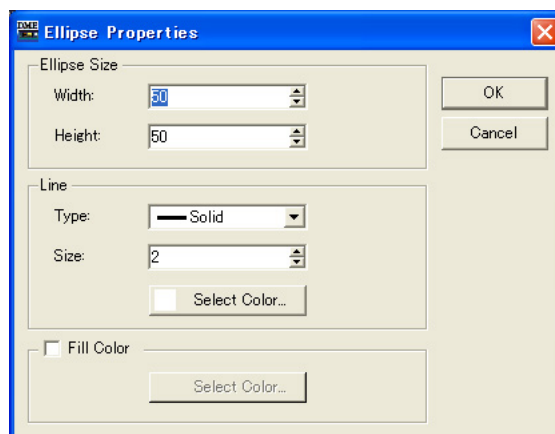 DME
Ellipse Properties
Ellipse Size
Width:
50
OK
Height:
50
Cancel
Line
Type:
Solid
Size:
2
Select Color...
Fill Color
Select Color...